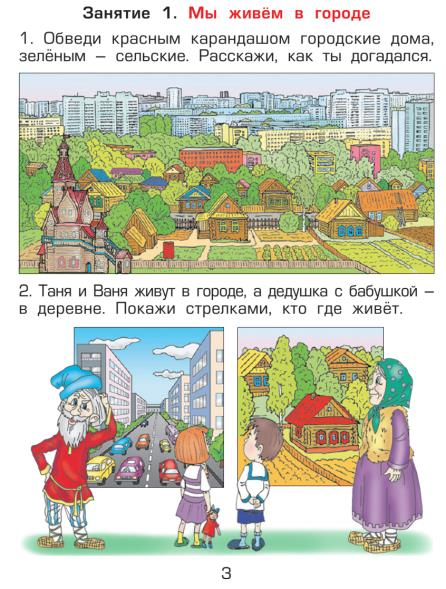 Занятие 1. Мы живём в городе
1. Обведи красным карандашом городские дома,
зелёным – сельские. Расскажи, как ты догадался.
2. Таня и Ваня живут в городе, а дедушка с бабушкой –
в деревне. Покажи стрелками, кто где живёт.
3